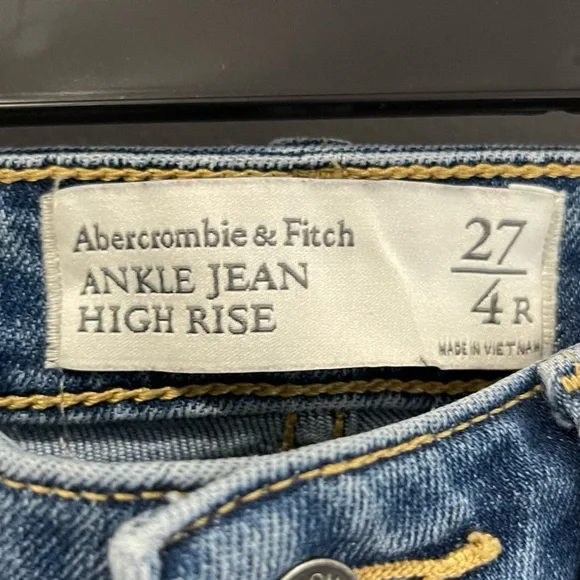 Abercrombie & Fitch
ANKLE JEAN
HIGH RISE
27
4 R
MADE IN VIETNAM